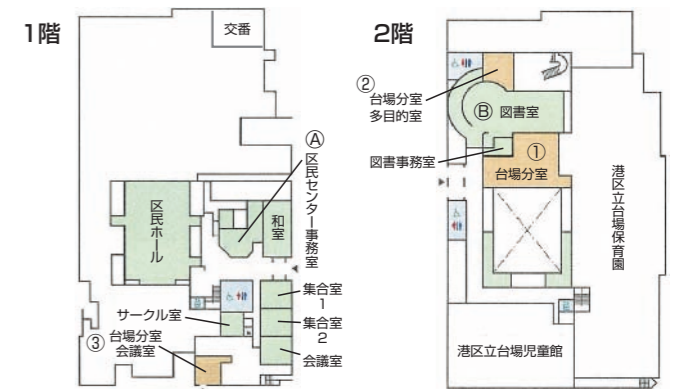 1階
交番
Ⓐ
区民センター事務室
和室
区民ホール
集合室
1
集合室
2
サークル室
会議室
③
台場分室
会議室
2階
②
台場分室
多目的室
Ⓑ 図書室
図書事務室
①
台場分室
港区立台場保育園
港区立台場児童館